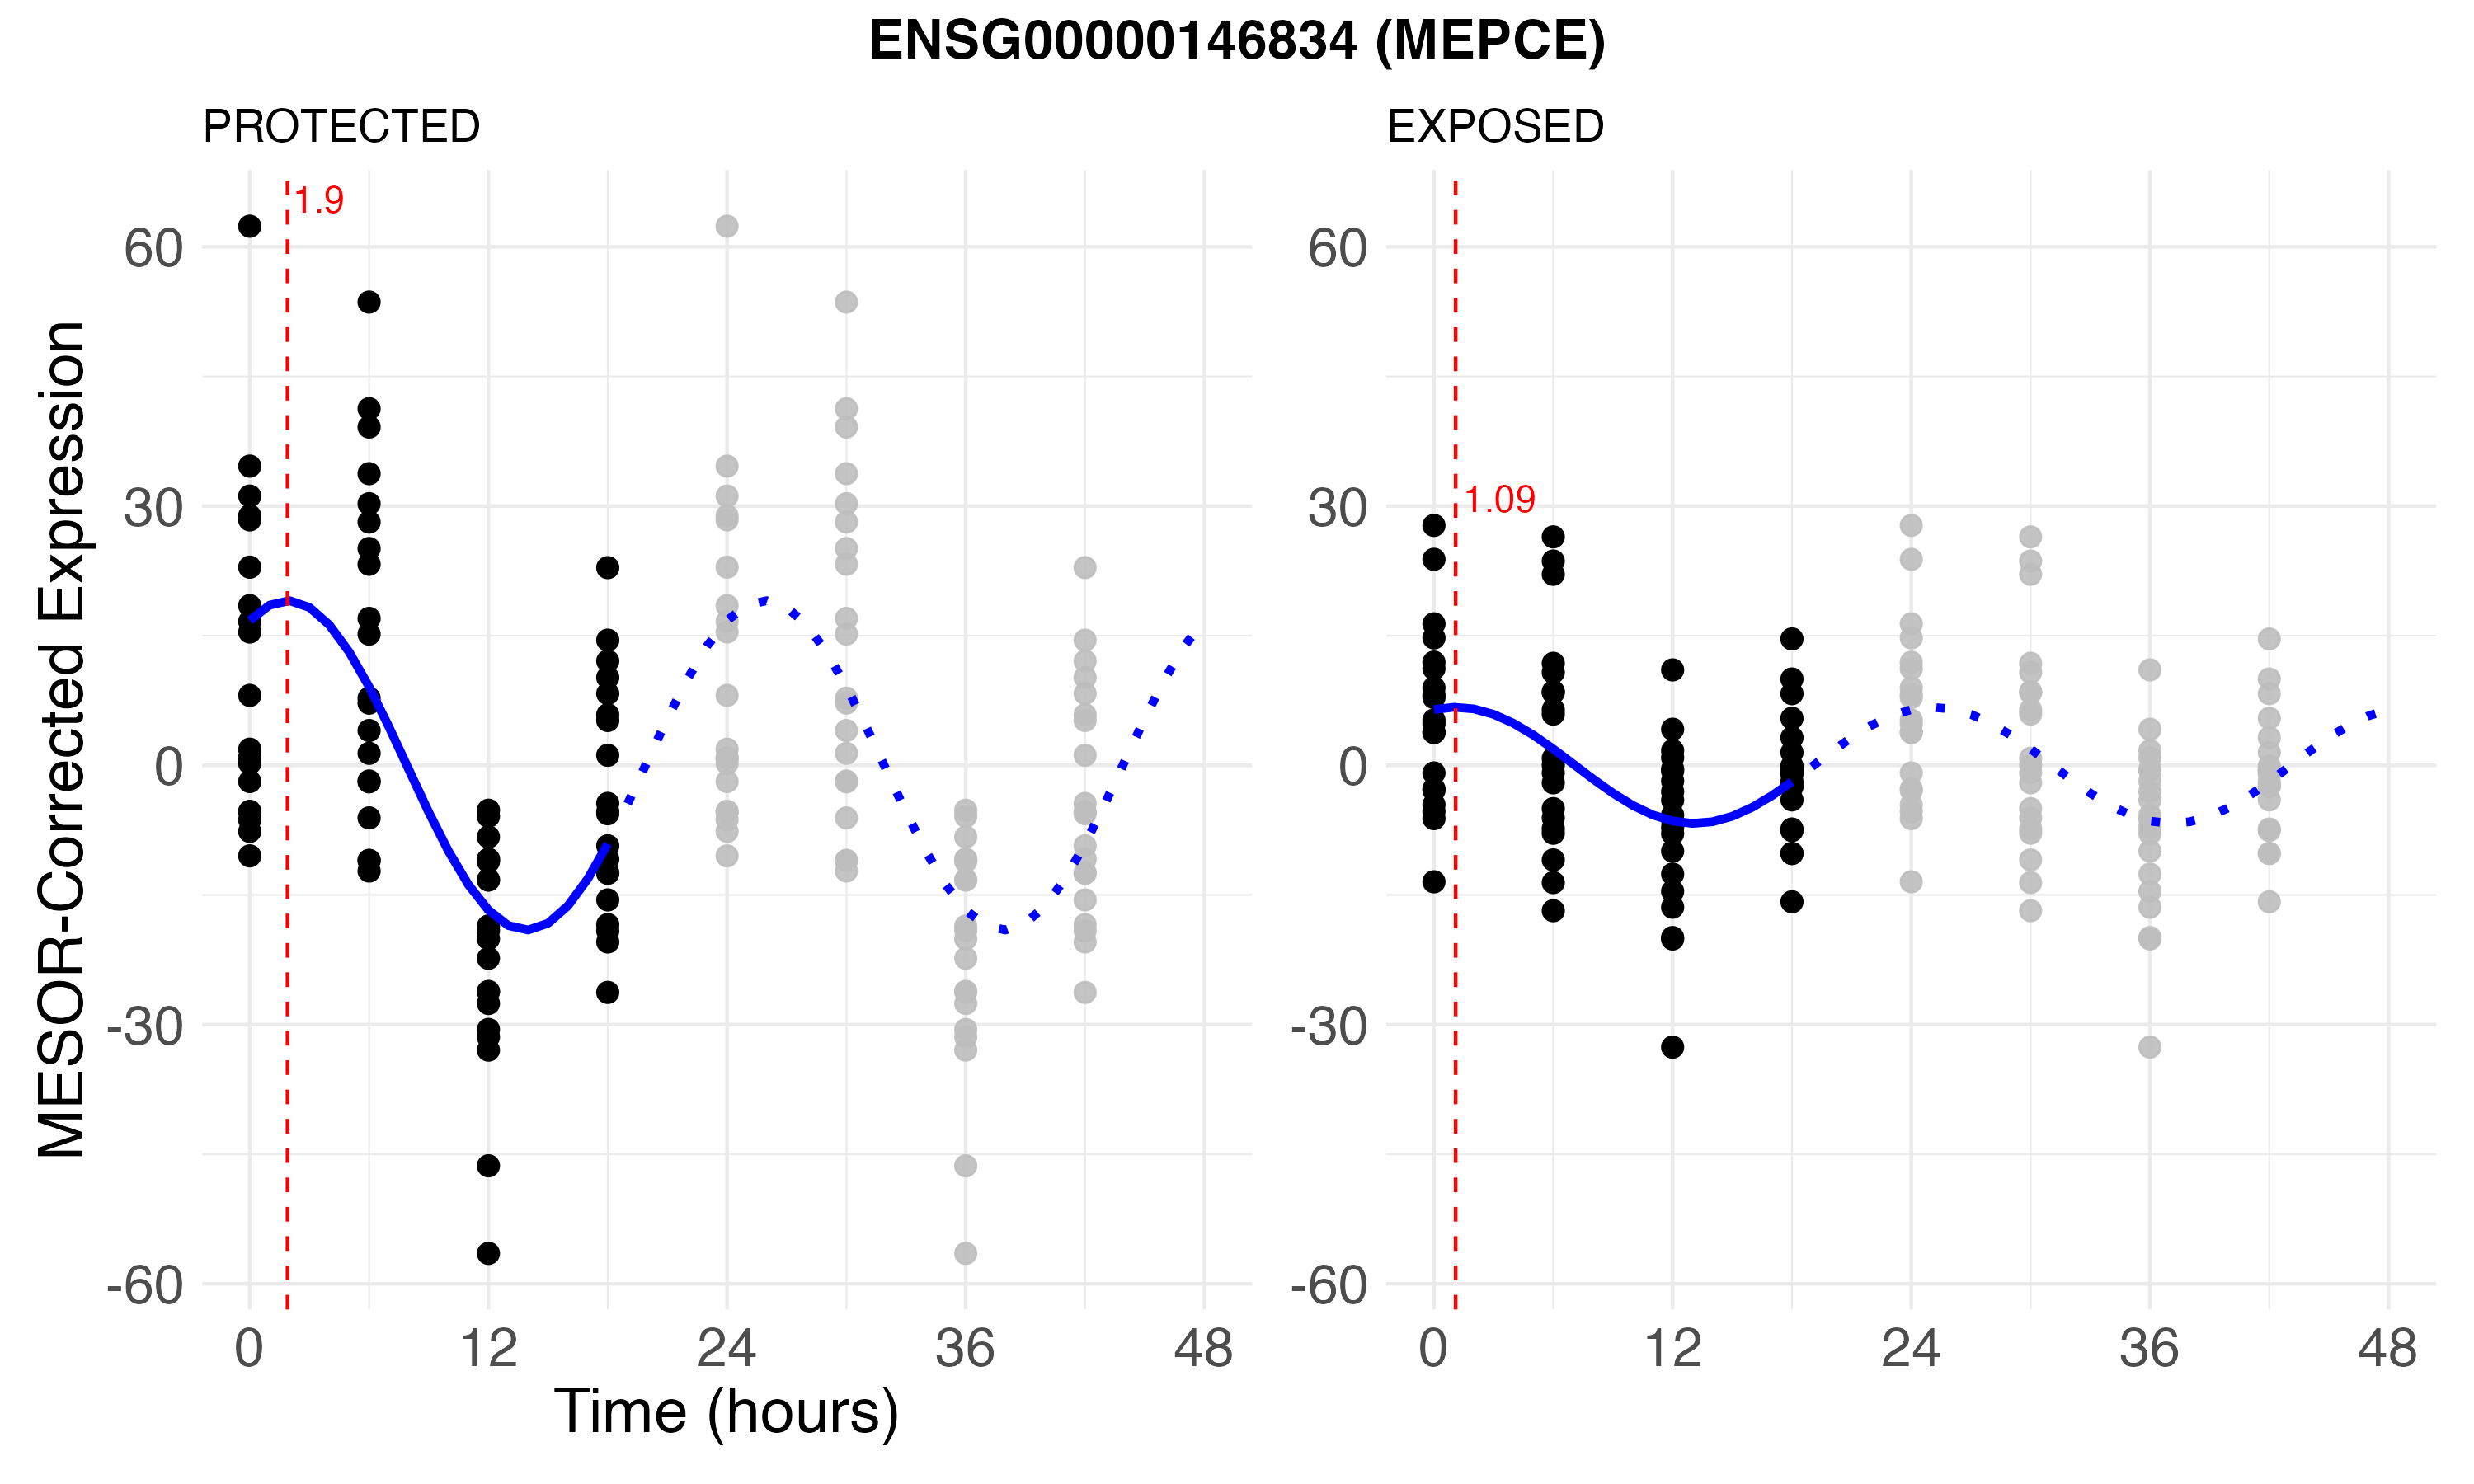 ENSG00000146834 (MEPCE)
PROTECTED
EXPOSED
MESOR-Corrected Expression
60
30
0
-30
-60
1.9
0 12 24 36 48
Time (hours)
60
30
0
-30
-60
1.09
0 12 24 36 48